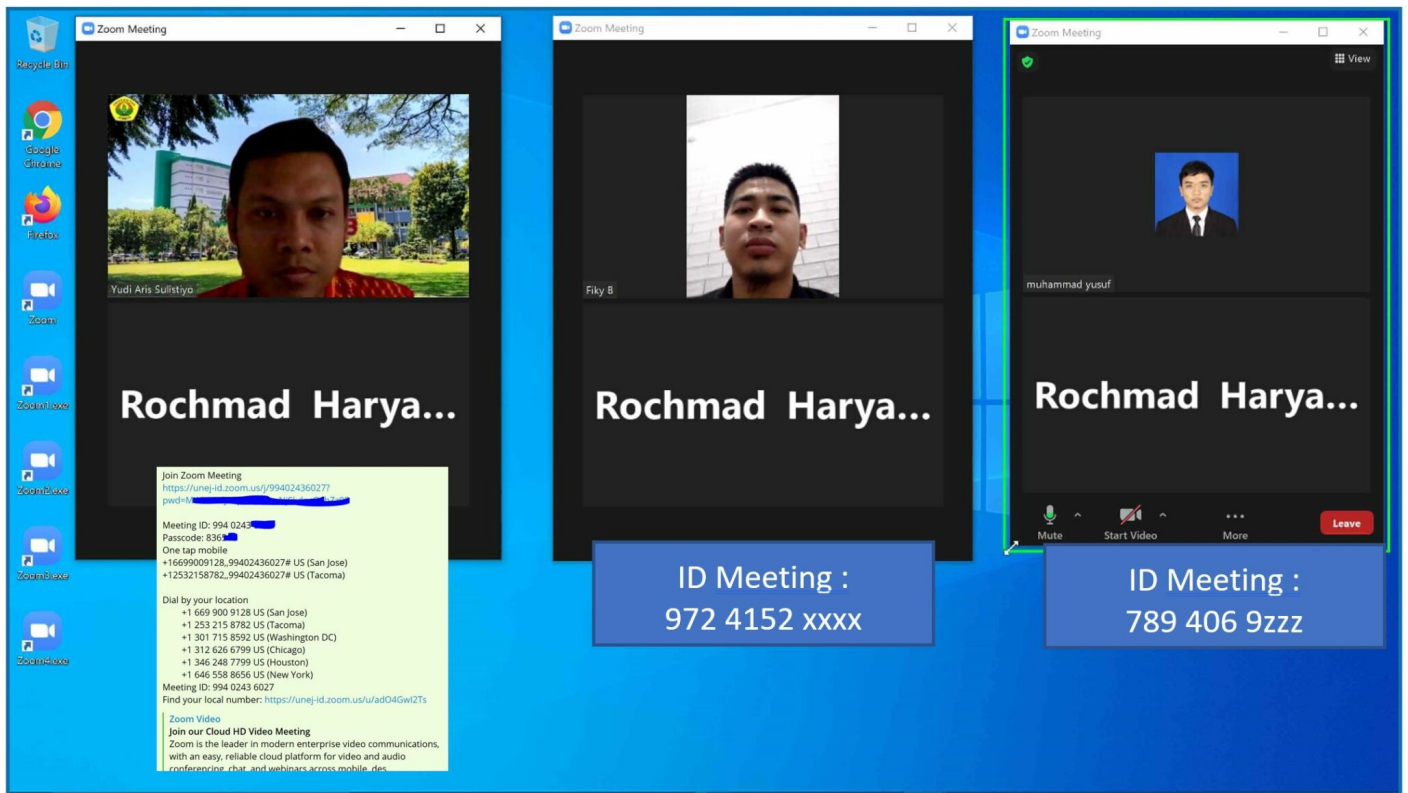 Recycle Bin
Google
Chrome
Firefox
Zoom
Zoom1.exe
Zoom2.exe
Zoom3.exe
Zoom4.exe
Zoom Meeting
Yudi Aris Sulistiyo
Rochmad Harya...
Join Zoom Meeting
https://unej-id.zoom.us/j/99402436027?
pwd=M
Meeting ID: 994 0243
Passcode: 836
One tap mobile
+16699009128,,99402436027# US (San Jose)
+12532158782,,99402436027# US (Tacoma)
Dial by your location
+1 669 900 9128 US (San Jose)
+1 253 215 8782 US (Tacoma)
+1 301 715 8592 US (Washington DC)
+1 312 626 6799 US (Chicago)
+1 346 248 7799 US (Houston)
+1 646 558 8656 US (New York)
Meeting ID: 994 0243 6027
Find your local number: https://unej-id.zoom.us/u/adO4Gwl2Ts
Zoom Video
Join our Cloud HD Video Meeting
Zoom is the leader in modern enterprise video communications,
with an easy, reliable cloud platform for video and audio
conferencing, chat, and webinars across mobile, des
Zoom Meeting
Fiky B
Rochmad Harya...
ID Meeting :
972 4152 xxxx
Zoom Meeting
View
muhammad yusuf
Rochmad Harya...
Mute
Start Video
More
Leave
ID Meeting :
789 406 9zzz